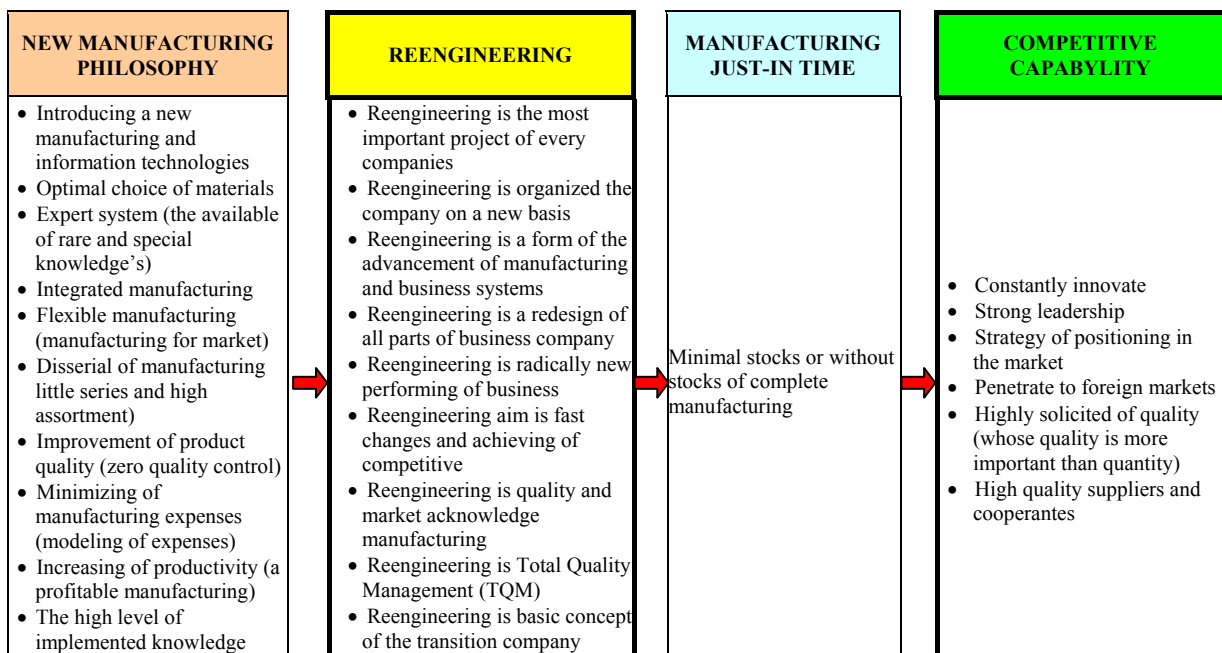 NEW MANUFACTURING
PHILOSOPHY
• Introducing a new
manufacturing and
information technologies
• Optimal choice of materials
• Expert system (the available
of rare and special
knowledge's)
• Integrated manufacturing
• Flexible manufacturing
(manufacturing for market)
• Disserial of manufacturing
little series and high
assortment)
• Improvement of product
quality (zero quality control)
• Minimizing of
manufacturing expenses
(modeling of expenses)
• Increasing of productivity (a
profitable manufacturing)
• The high level of
implemented knowledge
REENGINEERING
• Reengineering is the most
important project of every
companies
• Reengineering is organized the
company on a new basis
• Reengineering is a form of the
advancement of manufacturing
and business systems
• Reengineering is a redesign of
all parts of business company
• Reengineering is radically new
performing of business
• Reengineering aim is fast
changes and achieving of
competitive
• Reengineering is quality and
market acknowledge
manufacturing
• Reengineering is Total Quality
Management (TQM)
• Reengineering is basic concept
of the transition company
MANUFACTURING
JUST-IN TIME
Minimal stocks or without
stocks of complete
manufacturing
COMPETITIVE
CAPABYLITY
• Constantly innovate
• Strong leadership
• Strategy of positioning in
the market
• Penetrate to foreign markets
• Highly solicited of quality
(whose quality is more
important than quantity)
• High quality suppliers and
cooperantes